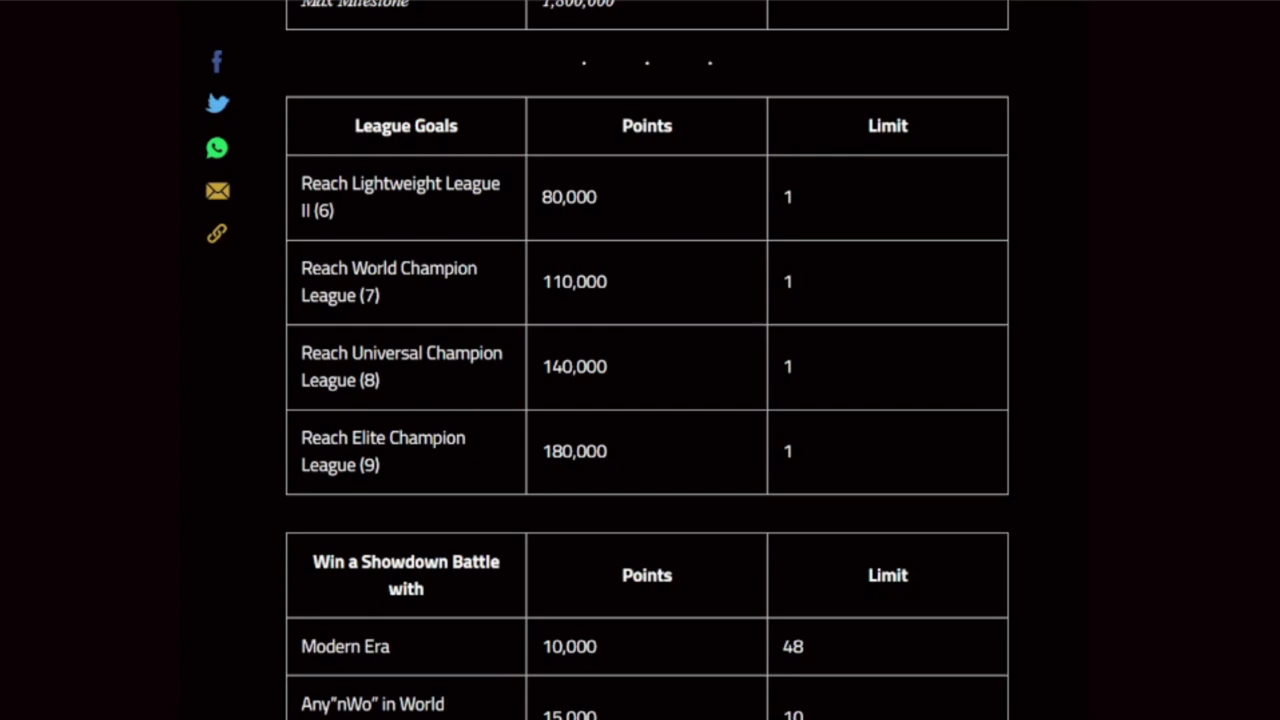 Max Milestone 1,800,000
. . .
League Goals Points Limit
Reach Lightweight League
II (6) 80,000 1
Reach World Champion
League (7) 110,000 1
Reach Universal Champion
League (8) 140,000 1
Reach Elite Champion
League (9) 180,000 1
Win a Showdown Battle
with Points Limit
Modern Era 10,000 48
Any"nWo" in World
15,000 10